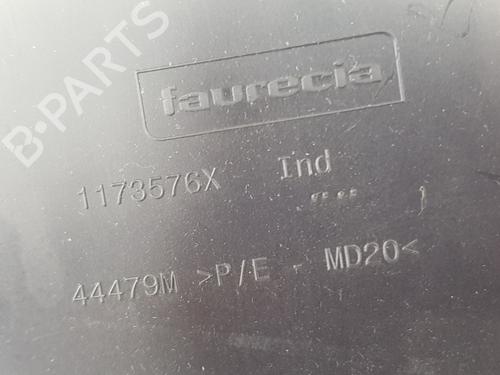 B-PARTS
faurecia
1173576X Ind
44479M >P/E - MD20<